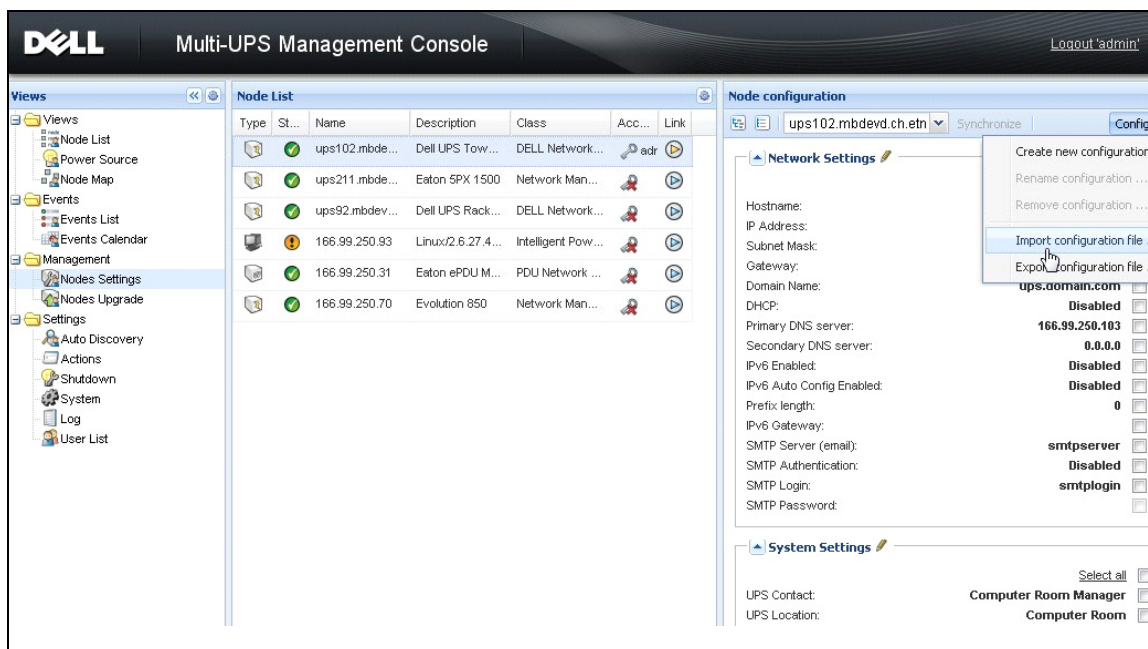 DELL Multi-UPS Management Console Logout 'admin'
Views
Views
Node List
Power Source
Node Map
Events
Events List
Events Calendar
Management
Nodes Settings
Nodes Upgrade
Settings
Auto Discovery
Actions
Shutdown
System
Log
User List
Node List
Type St... Name Description Class Acc... Link
ups102.mbde... Dell UPS Tow... DELL Network... adr
ups211.mbde... Eaton 5PX 1500 Network Man...
ups92.mbdev... Dell UPS Rack... DELL Network...
166.99.250.93 Linux/2.6.27.4... Intelligent Pow...
166.99.250.31 Eaton ePDU M... PDU Network ...
166.99.250.70 Evolution 850 Network Man...
Node configuration
ups102.mbdevd.ch.etn Synchronize Config
Create new configuration
Rename configuration ...
Remove configuration ...
Import configuration file
Export configuration file
Network Settings
Hostname:
IP Address:
Subnet Mask:
Gateway:
Domain Name: ups.domain.com
DHCP: Disabled
Primary DNS server: 166.99.250.103
Secondary DNS server: 0.0.0.0
IPv6 Enabled: Disabled
IPv6 Auto Config Enabled: Disabled
Prefix length: 0
IPv6 Gateway:
SMTP Server (email): smtpserver
SMTP Authentication: Disabled
SMTP Login: smtplogin
SMTP Password:
System Settings
Select all
UPS Contact: Computer Room Manager
UPS Location: Computer Room